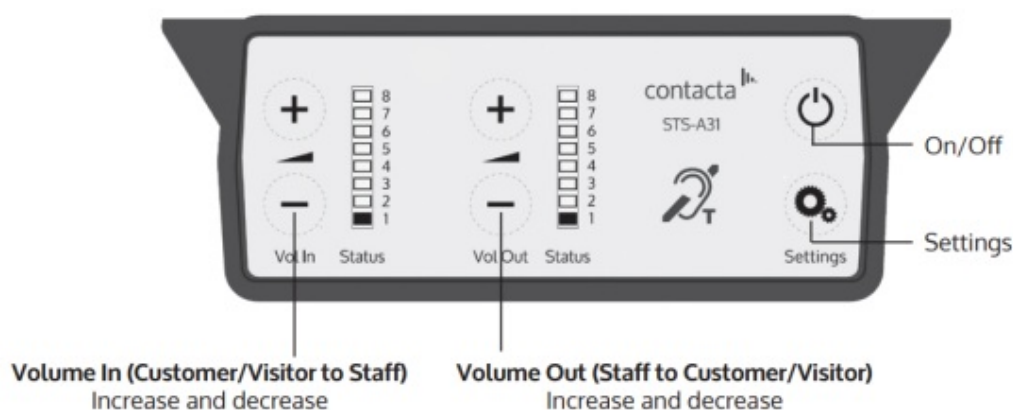 8
7
6
5
4
3
2
1
8
7
6
5
4
3
2
1
contacta
STS-A31
T
On/Off
Settings
Vol In Status
Vol Out Status
Settings
Volume In (Customer/Visitor to Staff)
Increase and decrease
Volume Out (Staff to Customer/Visitor)
Increase and decrease